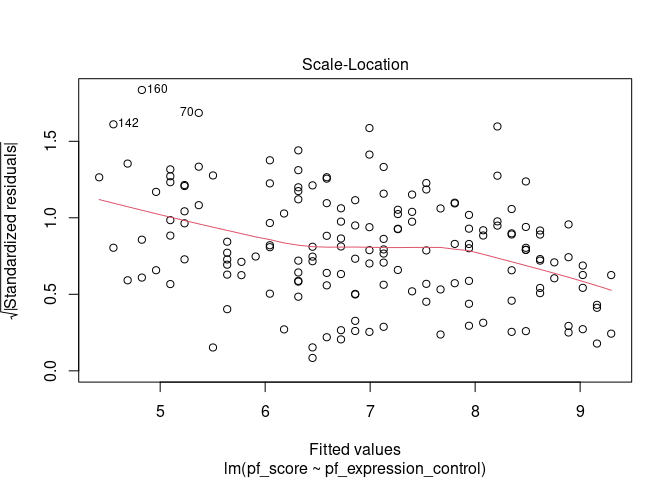 Scale-Location
√|Standardized residuals|
0.0 0.5 1.0 1.5
160
70
142
5 6 7 8 9
Fitted values
lm(pf_score ~ pf_expression_control)